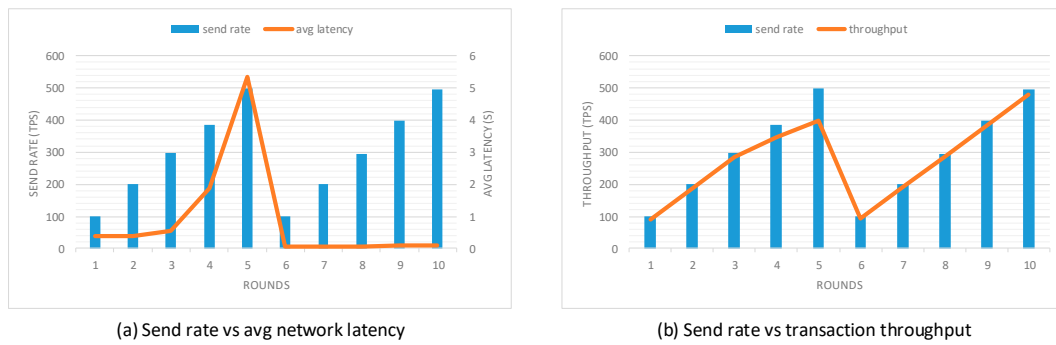 send rate avg latency
600
500
400
300
200
100
0
SEND RATE (TPS)
6
5
4
3
2
1
0
AVG LATENCY (S)
1 2 3 4 5 6 7 8 9 10
ROUNDS
(a) Send rate vs avg network latency
send rate throughput
600
500
400
300
200
100
0
THROUGHPUT (TPS)
1 2 3 4 5 6 7 8 9 10
ROUNDS
(b) Send rate vs transaction throughput